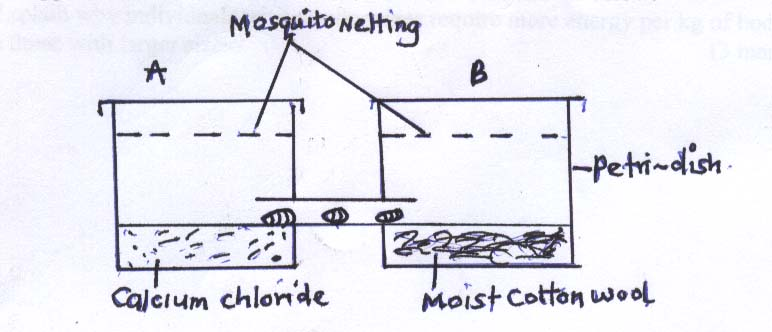 Mosquito Netting
A
B
petri-dish.
Calcium chloride
Moist Cotton wool